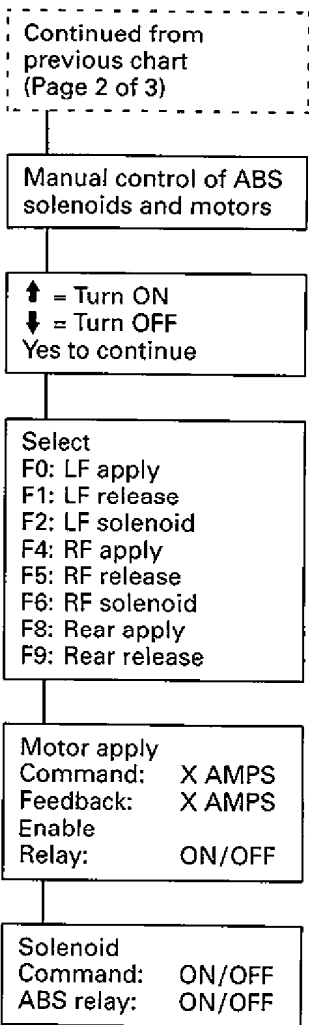 Continued from
previous chart
(Page 2 of 3)
Manual control of ABS
solenoids and motors
⬆ = Turn ON
⬇ = Turn OFF
Yes to continue
Select
F0: LF apply
F1: LF release
F2: LF solenoid
F4: RF apply
F5: RF release
F6: RF solenoid
F8: Rear apply
F9: Rear release
Motor apply
Command: X AMPS
Feedback: X AMPS
Enable
Relay: ON/OFF
Solenoid
Command: ON/OFF
ABS relay: ON/OFF